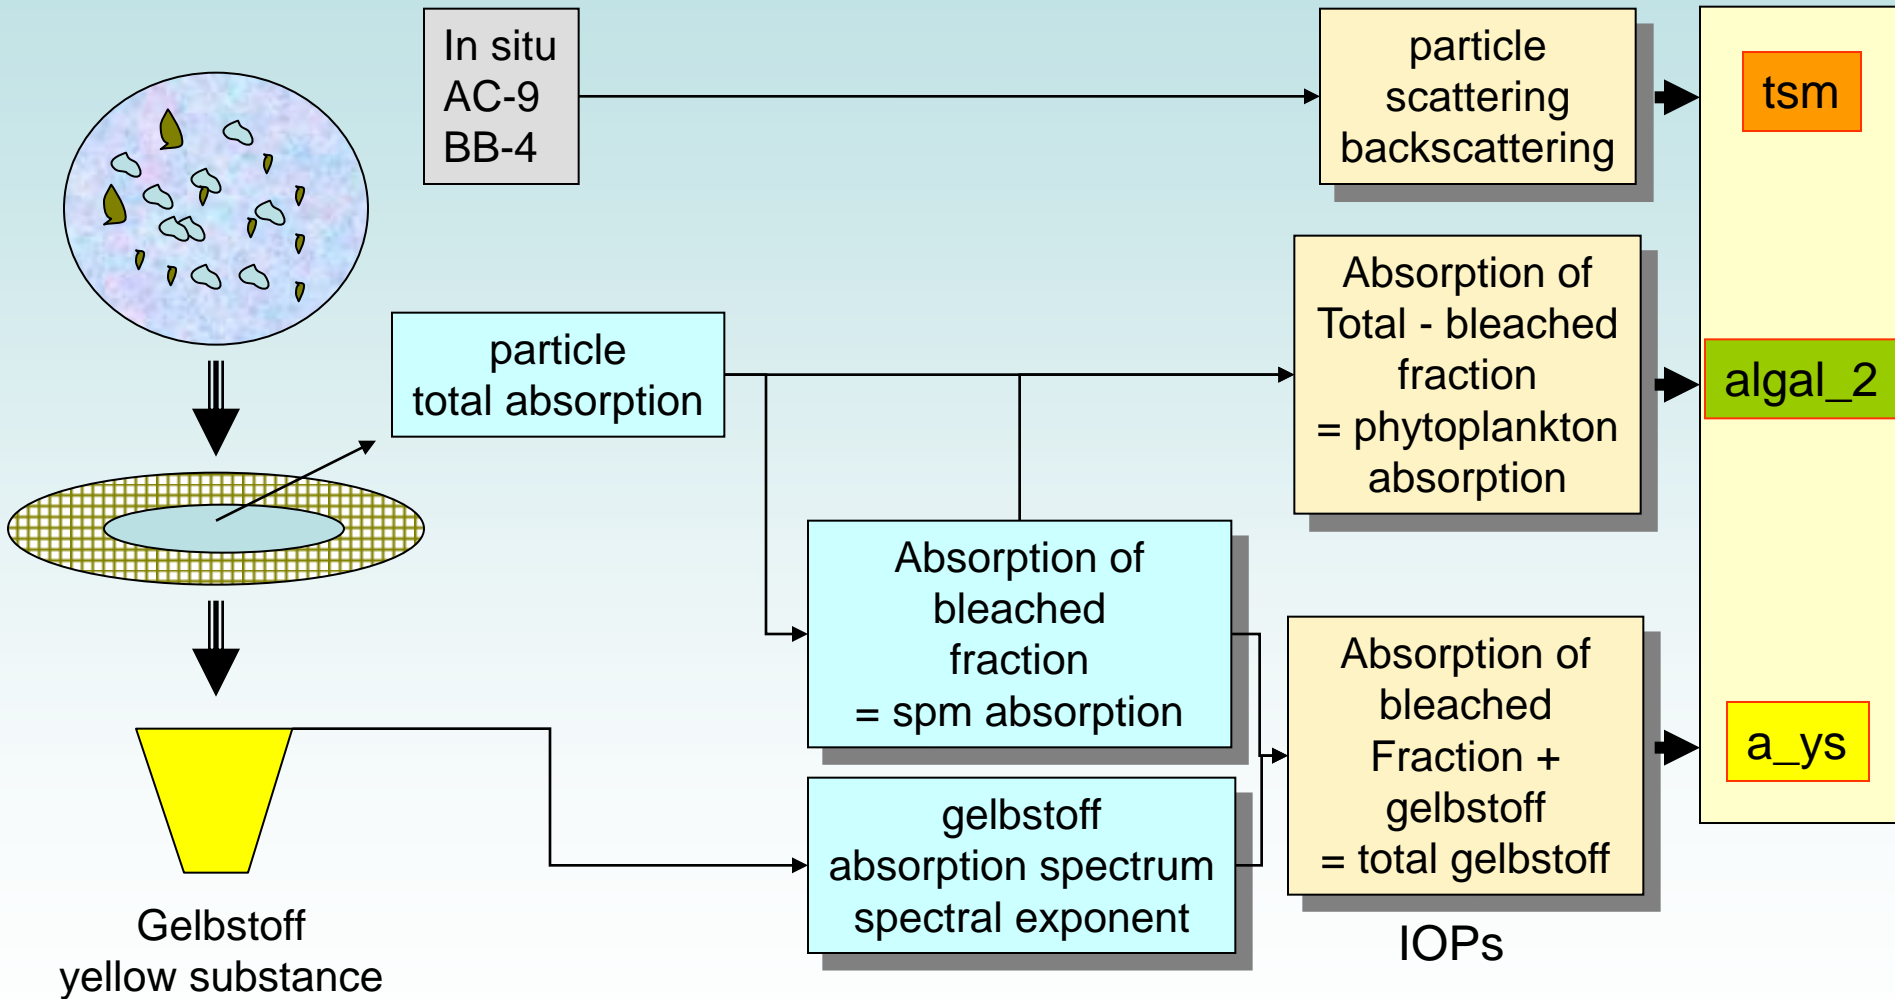 In situ
AC-9
BB-4
particle
scattering
backscattering
tsm
particle
total absorption
Absorption of
Total - bleached
fraction
= phytoplankton
absorption
algal_2
Absorption of
bleached
fraction
= spm absorption
Absorption of
bleached
Fraction +
gelbstoff
= total gelbstoff
a_ys
gelbstoff
absorption spectrum
spectral exponent
Gelbstoff
yellow substance
IOPs